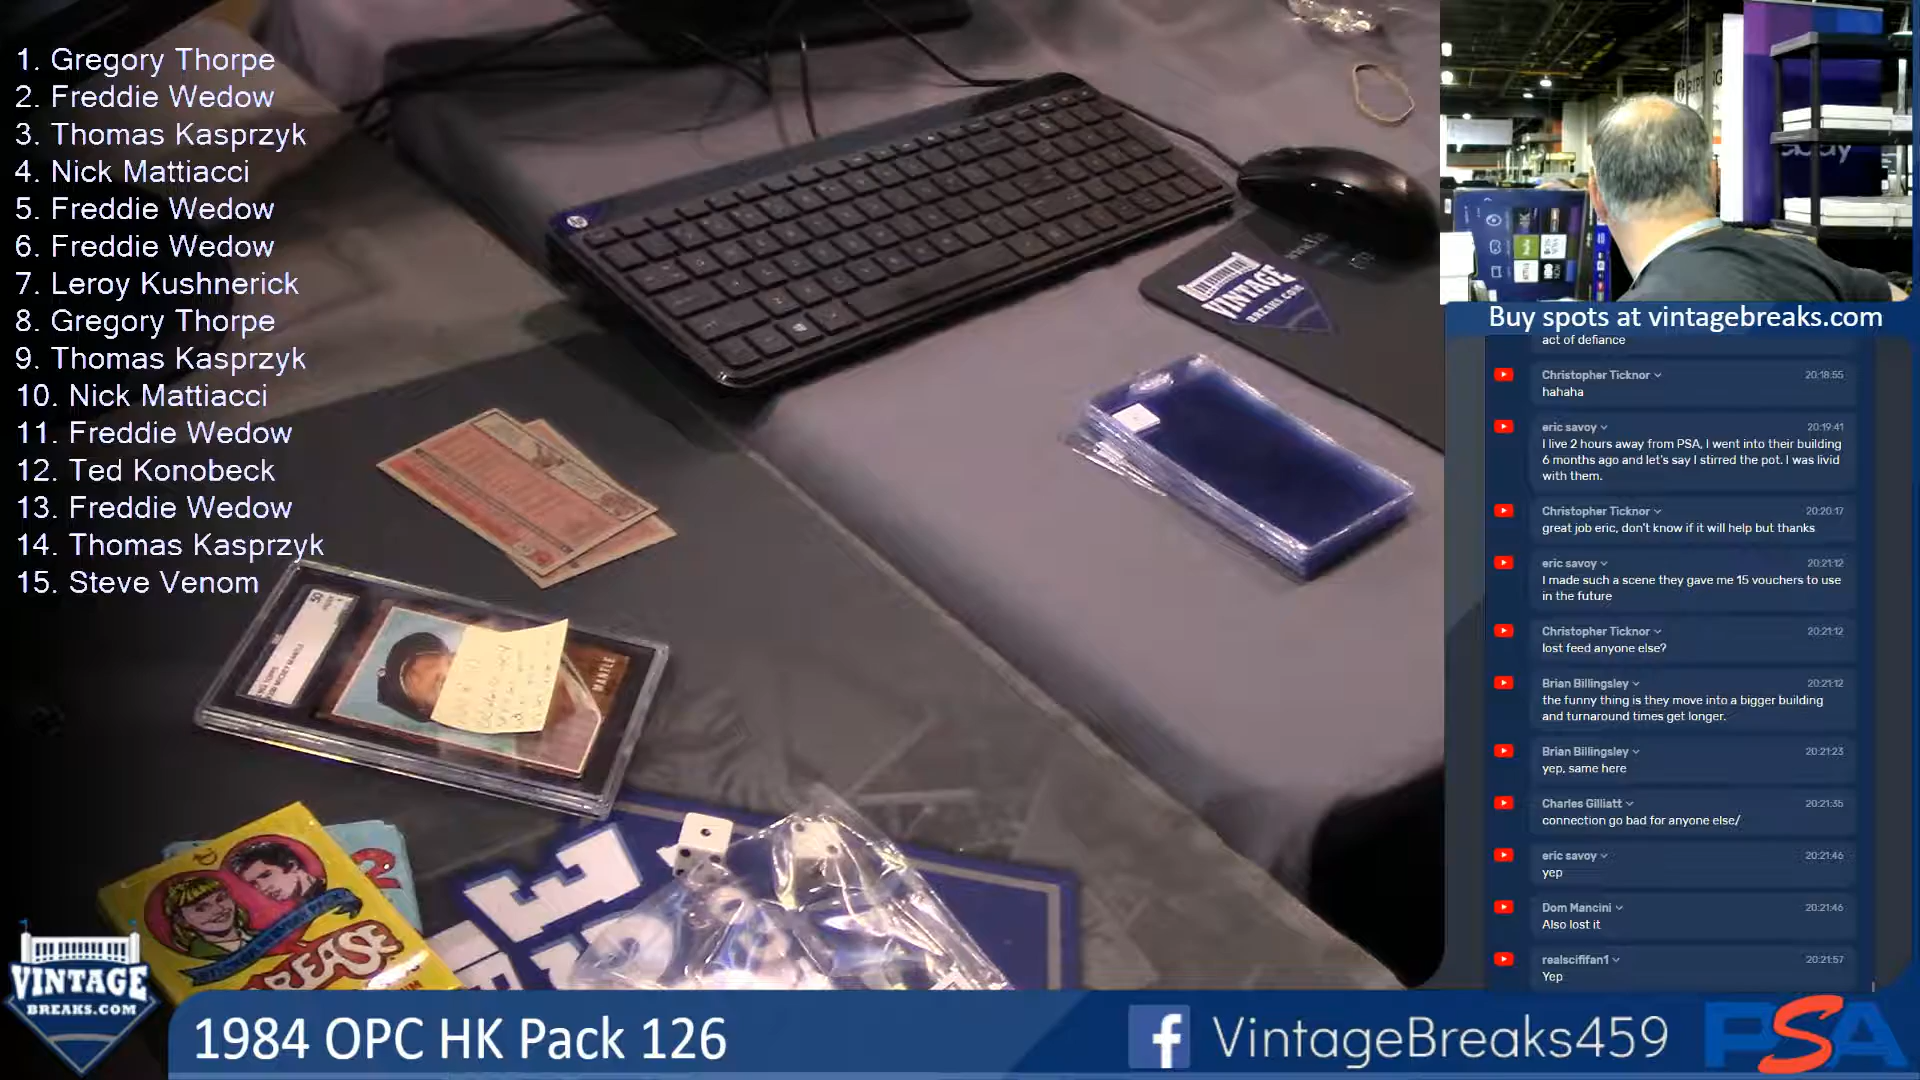 1. Gregory Thorpe
2. Freddie Wedow
3. Thomas Kasprzyk
4. Nick Mattiacci
5. Freddie Wedow
6. Freddie Wedow
7. Leroy Kushnerick
8. Gregory Thorpe
9. Thomas Kasprzyk
10. Nick Mattiacci
11. Freddie Wedow
12. Ted Konobeck
13. Freddie Wedow
14. Thomas Kasprzyk
15. Steve Venom
VINTAGE
BREAKS.COM
MANTLE
50
GREASE
ebay
Buy spots at vintagebreaks.com
act of defiance
Christopher Ticknor 20:18:55
hahaha
eric savoy 20:19:41
I live 2 hours away from PSA, I went into their building
6 months ago and let's say I stirred the pot. I was livid
with them.
Christopher Ticknor 20:20:17
great job eric, don't know if it will help but thanks
eric savoy 20:21:12
I made such a scene they gave me 15 vouchers to use
in the future
Christopher Ticknor 20:21:12
lost feed anyone else?
Brian Billingsley 20:21:12
the funny thing is they move into a bigger building
and turnaround times get longer.
Brian Billingsley 20:21:23
yep, same here
Charles Gilliatt 20:21:35
connection go bad for anyone else/
eric savoy 20:21:46
yep
Dom Mancini 20:21:46
Also lost it
realscififan1 20:21:57
Yep
VINTAGE
BREAKS.COM
1984 OPC HK Pack 126
f VintageBreaks459
PSA